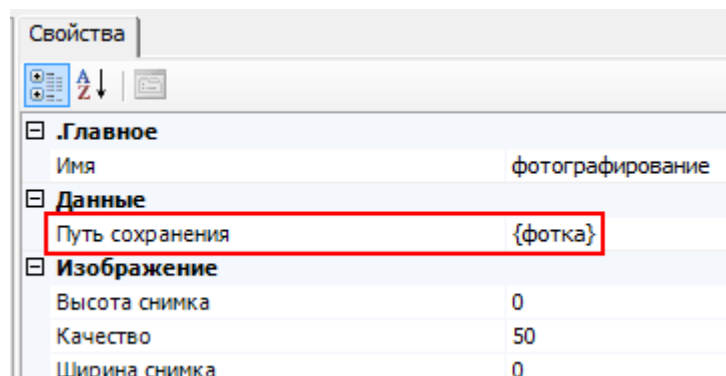 Свойства
.Главное
Имя фотографирование
Данные
Путь сохранения {фотка}
Изображение
Высота снимка 0
Качество 50
Ширина снимка 0